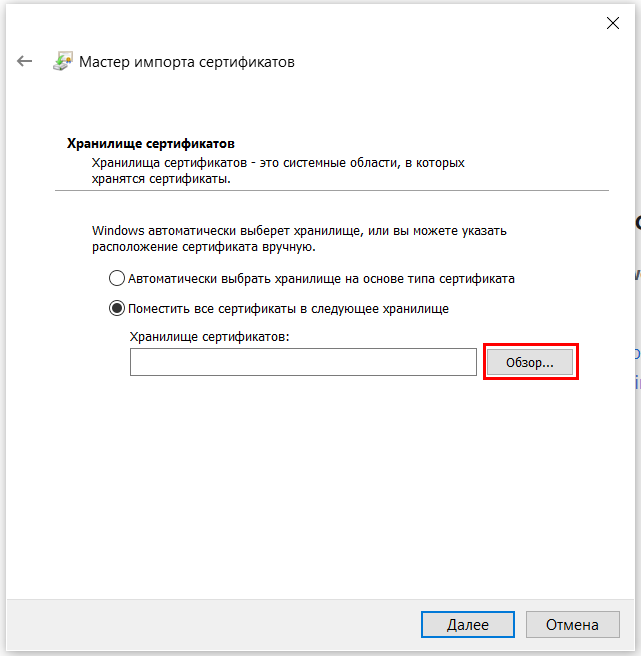 Мастер импорта сертификатов
Хранилище сертификатов
Хранилища сертификатов - это системные области, в которых
хранятся сертификаты.
Windows автоматически выберет хранилище, или вы можете указать
расположение сертификата вручную.
Автоматически выбрать хранилище на основе типа сертификата
Поместить все сертификаты в следующее хранилище
Хранилище сертификатов:
Обзор...
Далее
Отмена